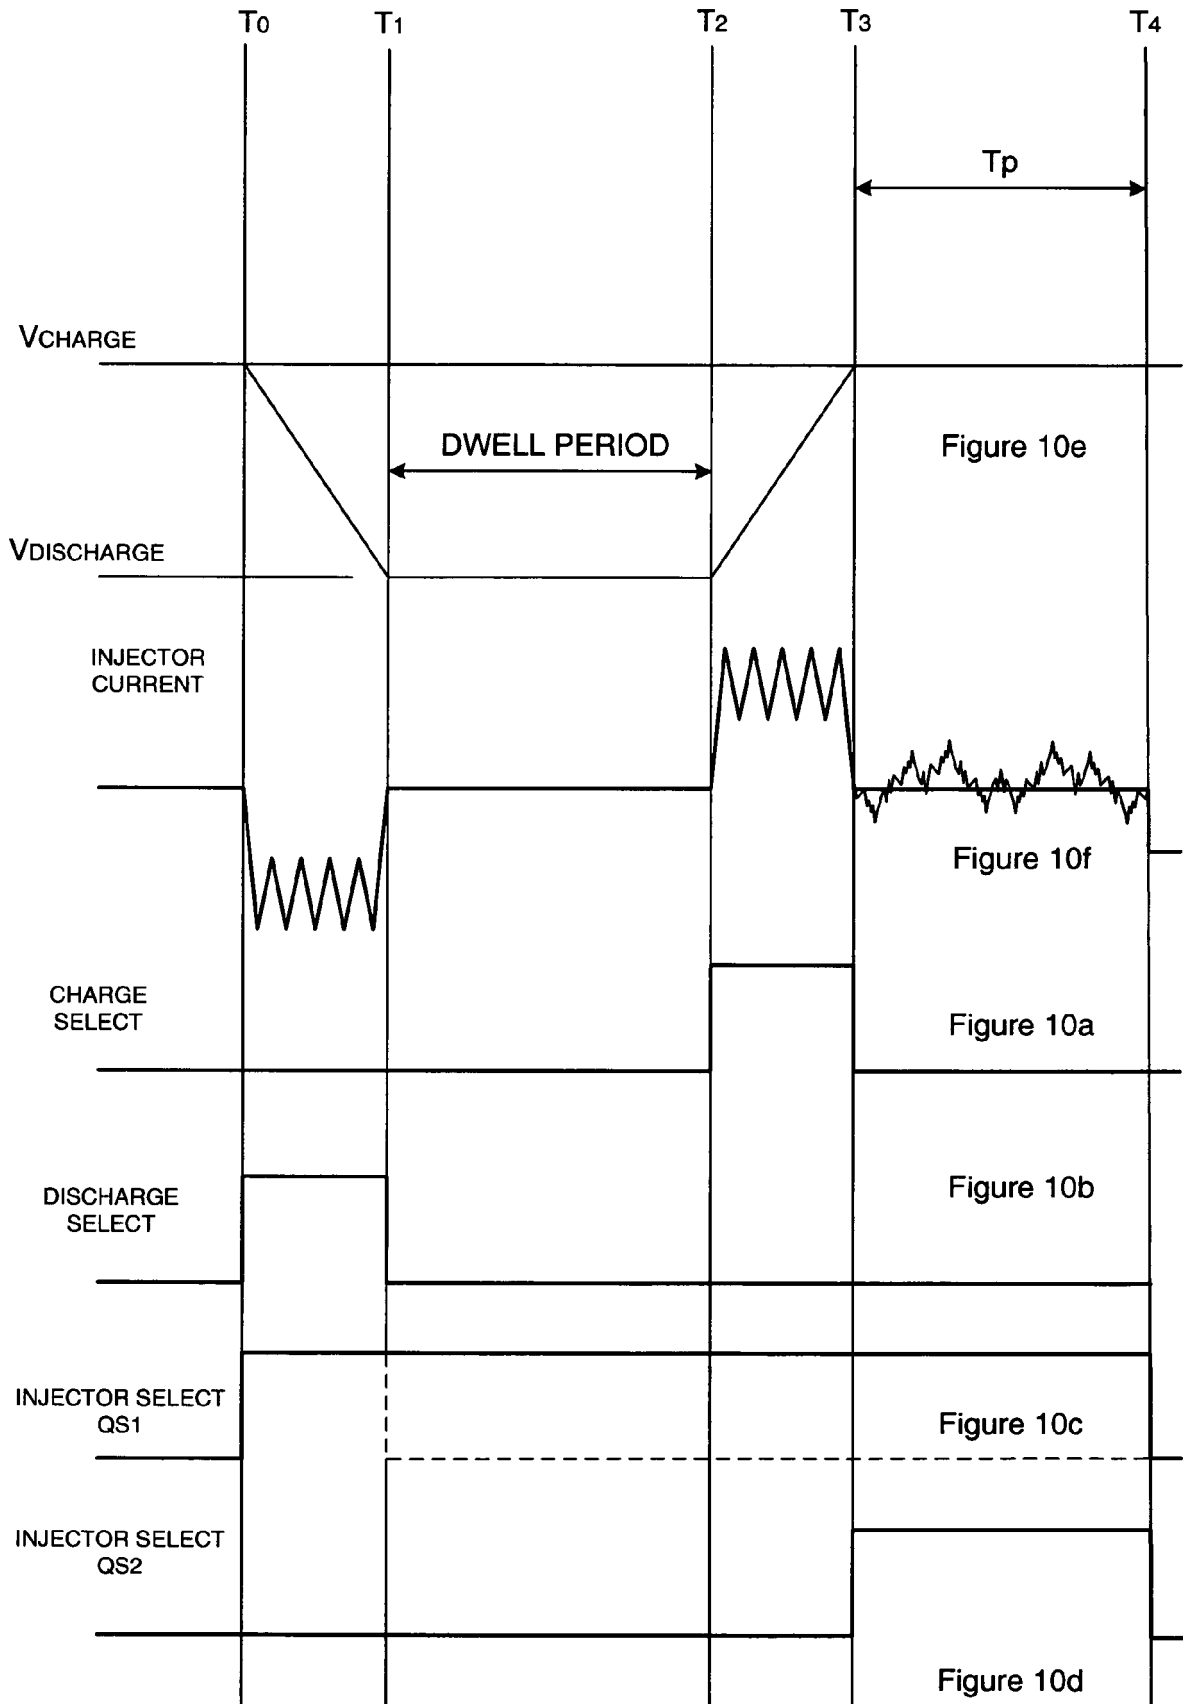 T0 T1 T2 T3 T4
Tp
VCHARGE
DWELL PERIOD
Figure 10e
VDISCHARGE
INJECTOR
CURRENT
Figure 10f
CHARGE
SELECT
Figure 10a
DISCHARGE
SELECT
Figure 10b
INJECTOR SELECT
QS1
Figure 10c
INJECTOR SELECT
QS2
Figure 10d